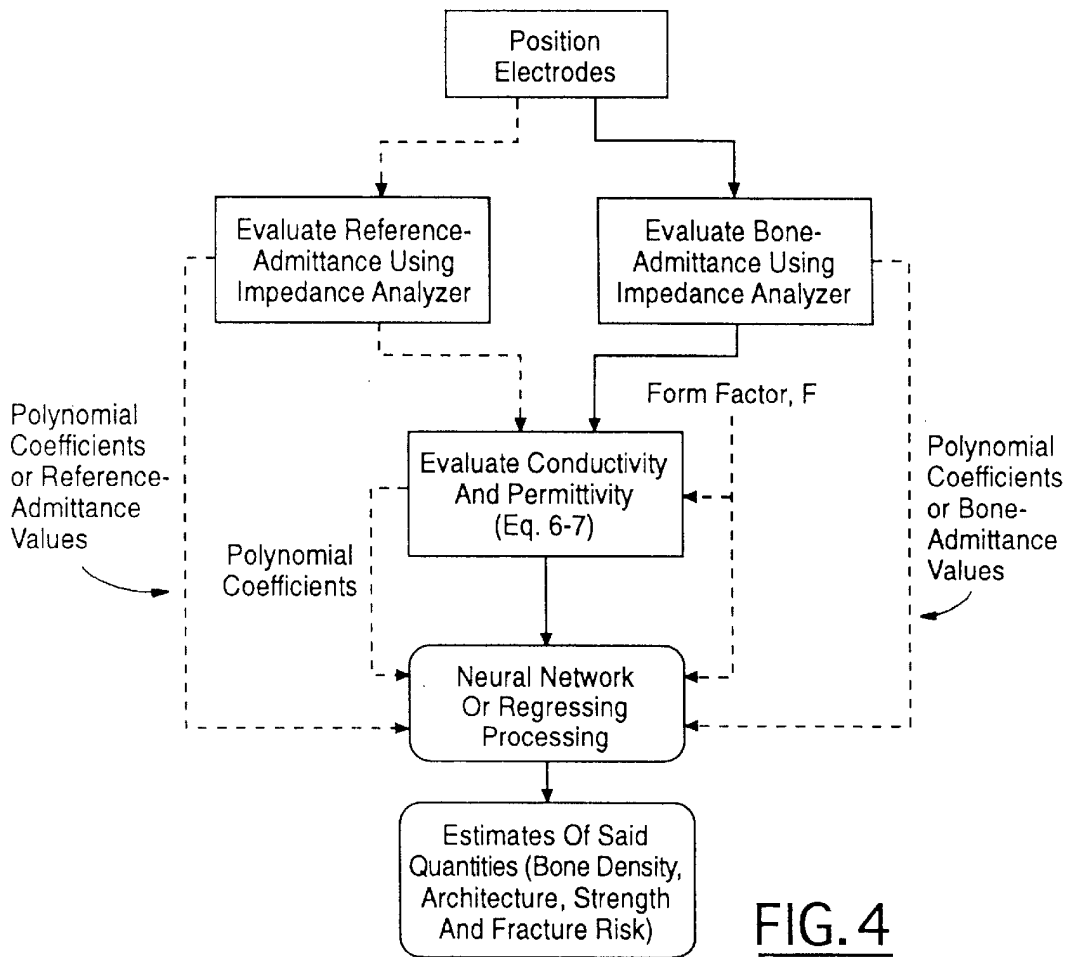 Position
Electrodes
Evaluate Reference-
Admittance Using
Impedance Analyzer
Evaluate Bone-
Admittance Using
Impedance Analyzer
Form Factor, F
Polynomial
Coefficients
or Reference-
Admittance
Values
Evaluate Conductivity
And Permittivity
(Eq. 6-7)
Polynomial
Coefficients
or Bone-
Admittance
Values
Polynomial
Coefficients
Neural Network
Or Regressing
Processing
Estimates Of Said
Quantities (Bone Density,
Architecture, Strength
And Fracture Risk)
FIG. 4